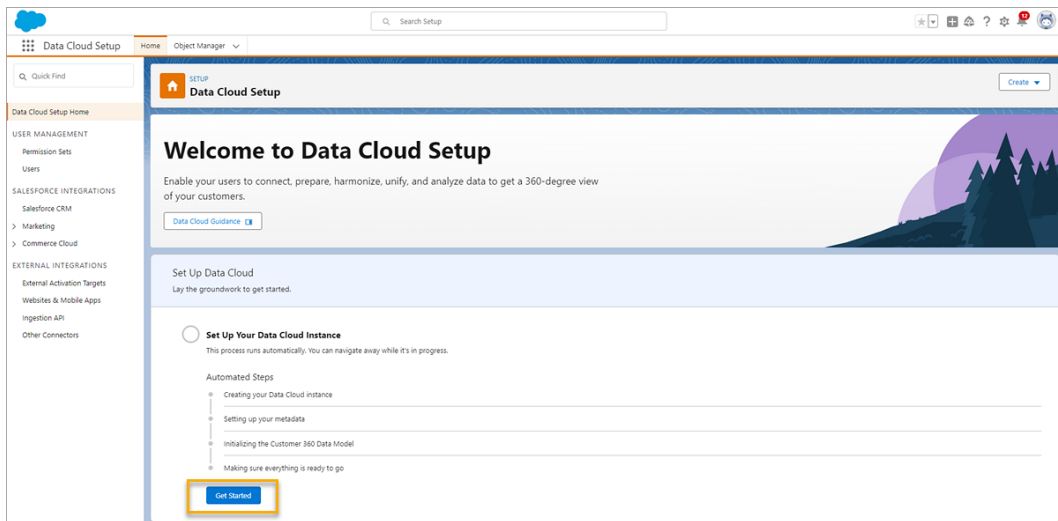 Search Setup
12
Data Cloud Setup
Home
Object Manager
Quick Find
Data Cloud Setup Home
USER MANAGEMENT
Permission Sets
Users
SALESFORCE INTEGRATIONS
Salesforce CRM
Marketing
Commerce Cloud
EXTERNAL INTEGRATIONS
External Activation Targets
Websites & Mobile Apps
Ingestion API
Other Connectors
SETUP
Data Cloud Setup
Create
Welcome to Data Cloud Setup
Enable your users to connect, prepare, harmonize, unify, and analyze data to get a 360-degree view
of your customers.
Data Cloud Guidance
Set Up Data Cloud
Lay the groundwork to get started.
Set Up Your Data Cloud Instance
This process runs automatically. You can navigate away while it's in progress.
Automated Steps
Creating your Data Cloud instance
Setting up your metadata
Initializing the Customer 360 Data Model
Making sure everything is ready to go
Get Started